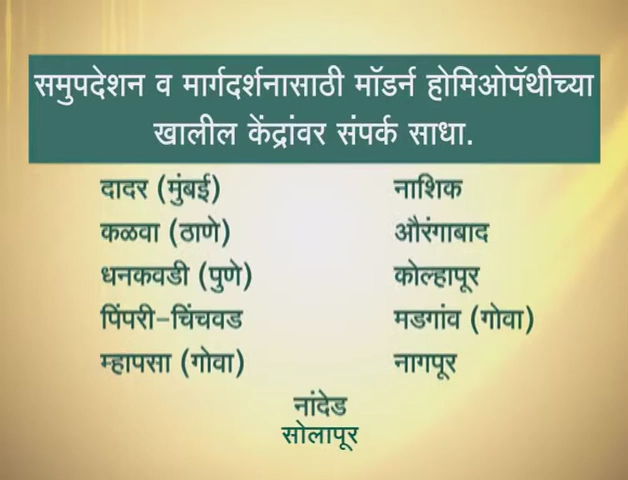 समुपदेशन व मार्गदर्शनासाठी मॉडर्न होमिओपॅथीच्या
खालील केंद्रांवर संपर्क साधा.
दादर (मुंबई)
कळवा (ठाणे)
धनकवडी (पुणे)
पिंपरी-चिंचवड
म्हापसा (गोवा)
नाशिक
औरंगाबाद
कोल्हापूर
मडगांव (गोवा)
नागपूर
नांदेड
सोलापूर